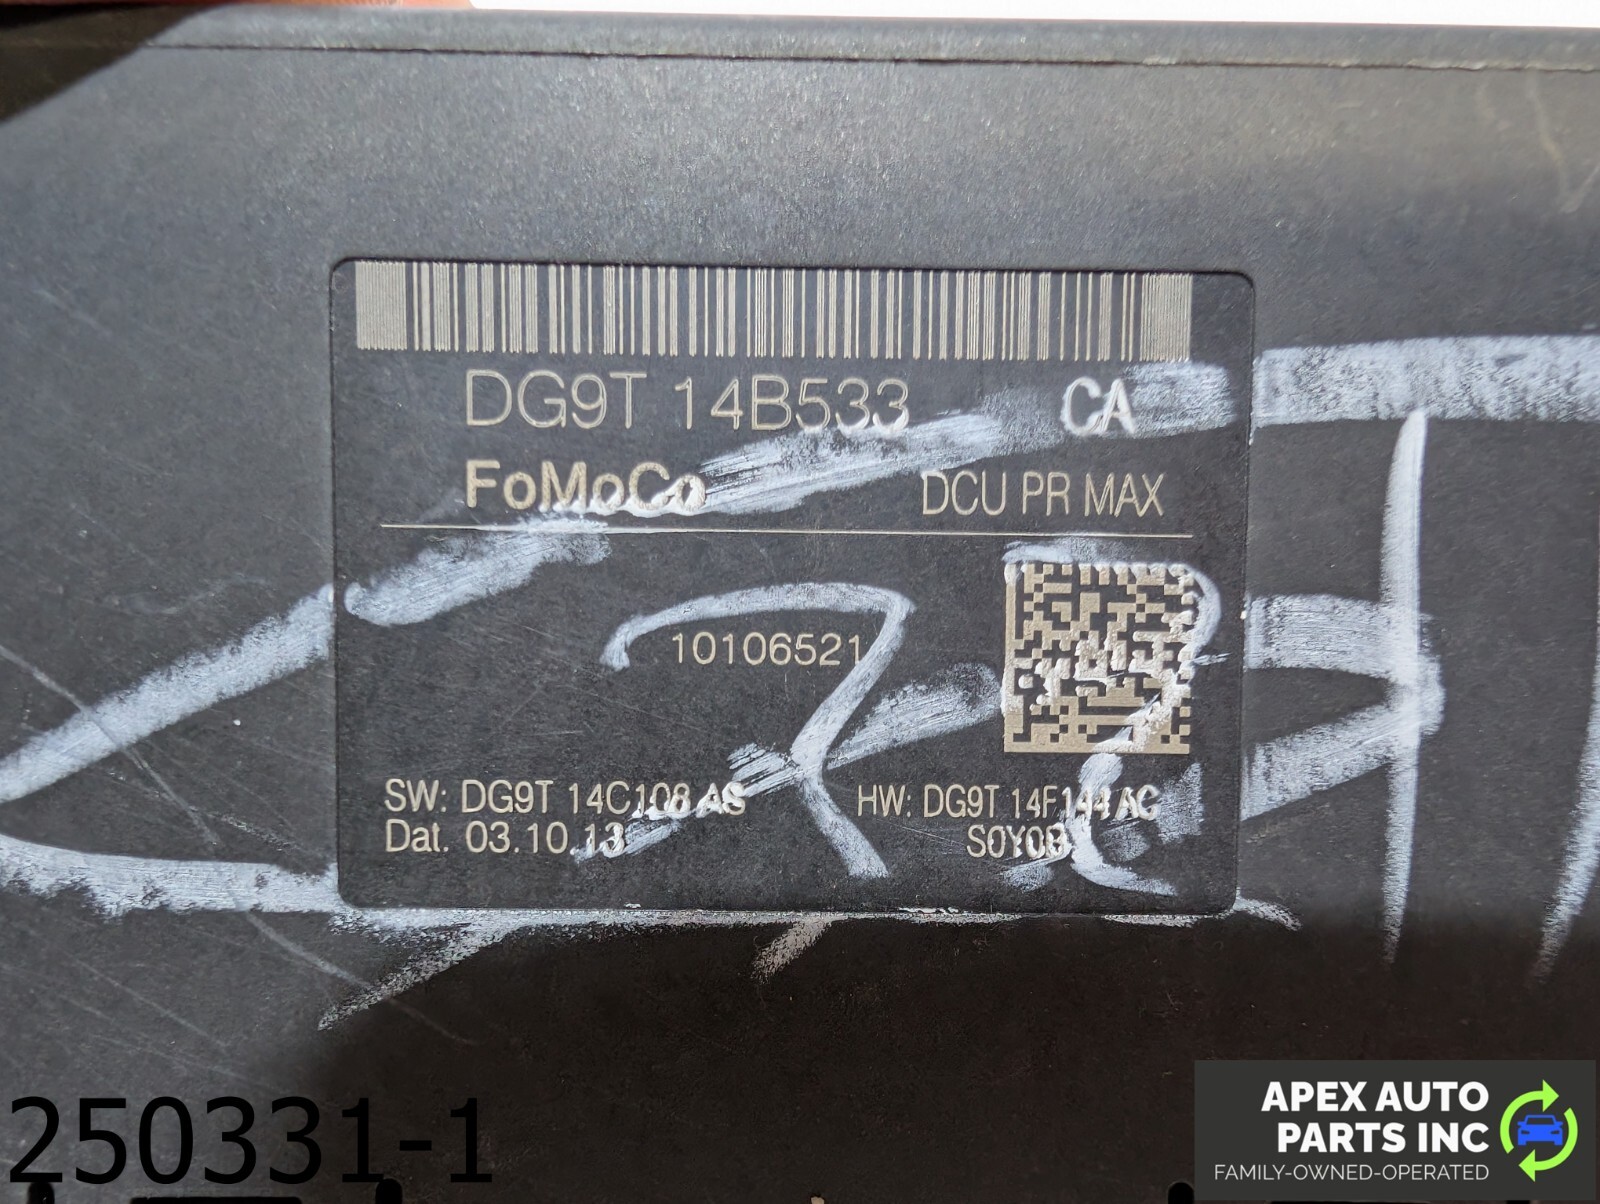 DG9T 14B533 CA
FoMoCo DCU PR MAX
10106521
SW: DG9T 14C108 AS HW: DG9T 14F144 AC
Dat. 03.10.13 S0Y0B
250331-1
APEX AUTO
PARTS INC
FAMILY-OWNED-OPERATED